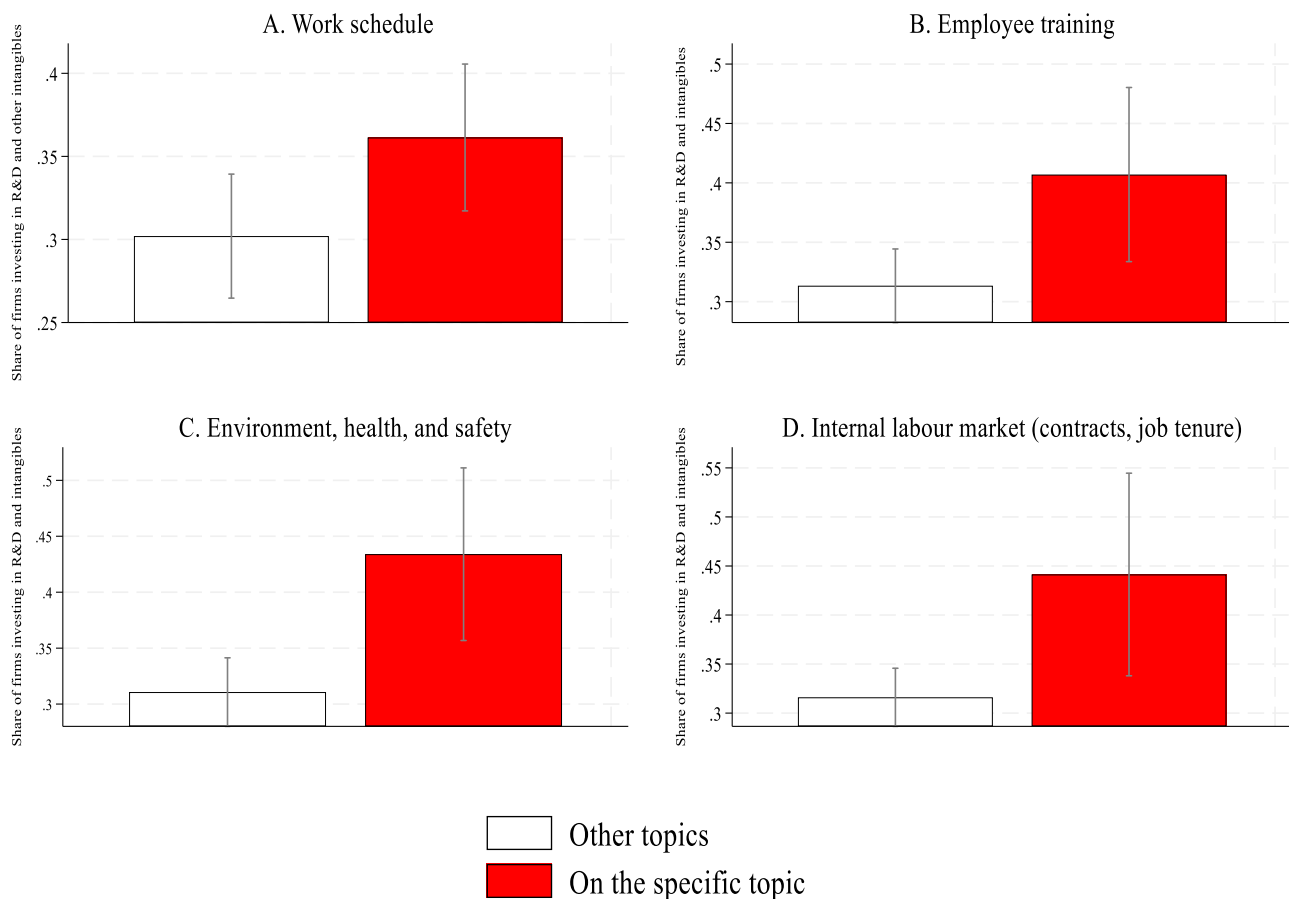 A. Work schedule
Share of firms investing in R&D and other intangibles
.4
.35
.3
.25
B. Employee training
Share of firms investing in R&D and intangibles
.5
.45
.4
.35
.3
C. Environment, health, and safety
Share of firms investing in R&D and intangibles
.5
.45
.4
.35
.3
D. Internal labour market (contracts, job tenure)
Share of firms investing in R&D and intangibles
.55
.5
.45
.4
.35
.3
Other topics
On the specific topic